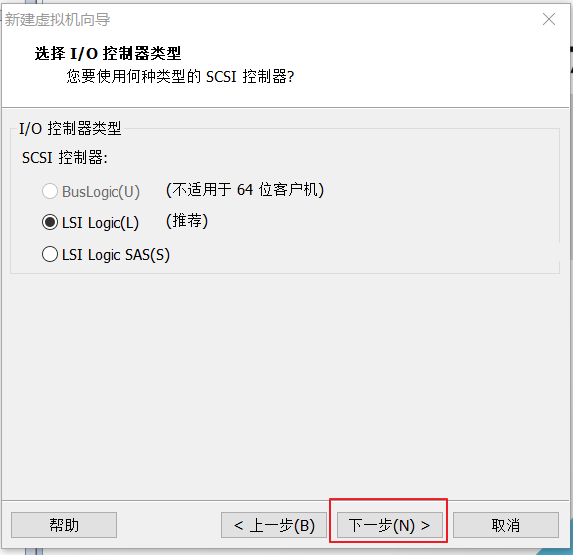 新建虚拟机向导
选择 I/O 控制器类型
您要使用何种类型的 SCSI 控制器?
I/O 控制器类型
SCSI 控制器:
BusLogic(U) (不适用于 64 位客户机)
LSI Logic(L) (推荐)
LSI Logic SAS(S)
帮助 < 上一步(B) 下一步(N) > 取消